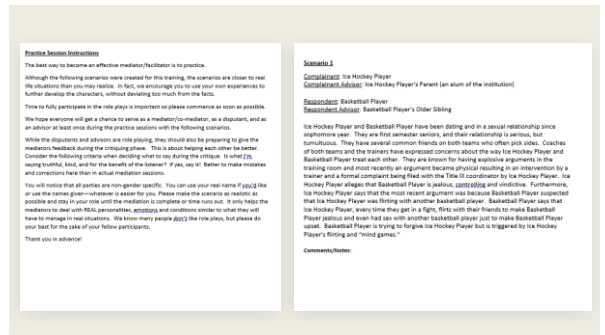 Practice Session Instructions
The best way to become an effective mediator/facilitator is to practice.
Although the following scenarios were created for this training, the scenarios are closer to real
life situations than you may realize. In fact, we encourage you to use your own experiences to
further develop the characters, without deviating too much from the facts.
Time to fully participate in the role plays is important so please commence as soon as possible.
We hope everyone will get a chance to serve as a mediator/co-mediator, as a disputant, and as
an advisor at least once during the practice sessions with the following scenarios.
While the disputants and advisors are role playing, they should also be preparing to give the
mediators feedback during the critiquing phase. This is about helping each other be better.
Consider the following criteria when deciding what to say during the critique. Is what I'm
saying truthful, kind, and for the benefit of the listener? If yes, say it! Better to make mistakes
and corrections here than in actual mediation sessions.
You will notice that all parties are non-gender specific. You can use your real name if you'd like
or use the names given—whatever is easier for you. Please make the scenario as realistic as
possible and stay in your role until the mediation is complete or time runs out. It only helps the
mediators to deal with REAL personalities, emotions and conditions similar to what they will
have to manage in real situations. We know many people don't like role plays, but please do
your best for the sake of your fellow participants.
Thank you in advance!
Scenario 1
Complainant: Ice Hockey Player
Complainant Advisor: Ice Hockey Player's Parent (an alum of the institution)
Respondent: Basketball Player
Respondent Advisor: Basketball Player's Older Sibling
Ice Hockey Player and Basketball Player have been dating and in a sexual relationship since
sophomore year. They are first semester seniors, and their relationship is serious, but
tumultuous. They have several common friends on both teams who often pick sides. Coaches
of both teams and the trainers have expressed concerns about the way Ice Hockey Player and
Basketball Player treat each other. They are known for having explosive arguments in the
training room and most recently an argument became physical resulting in an intervention by a
trainer and a formal complaint being filed with the Title IX coordinator by Ice Hockey Player. Ice
Hockey Player alleges that Basketball Player is jealous, controlling and vindictive. Furthermore,
Ice Hockey Player says that the most recent argument was because Basketball Player suspected
that Ice Hockey Player was flirting with another basketball player. Basketball Player says that
Ice Hockey Player, every time they get in a fight, flirts with their friends to make Basketball
Player jealous and even had sex with another basketball player just to make Basketball Player
upset. Basketball Player is trying to forgive Ice Hockey Player but is triggered by Ice Hockey
Player's flirting and "mind games."
Comments/Notes: